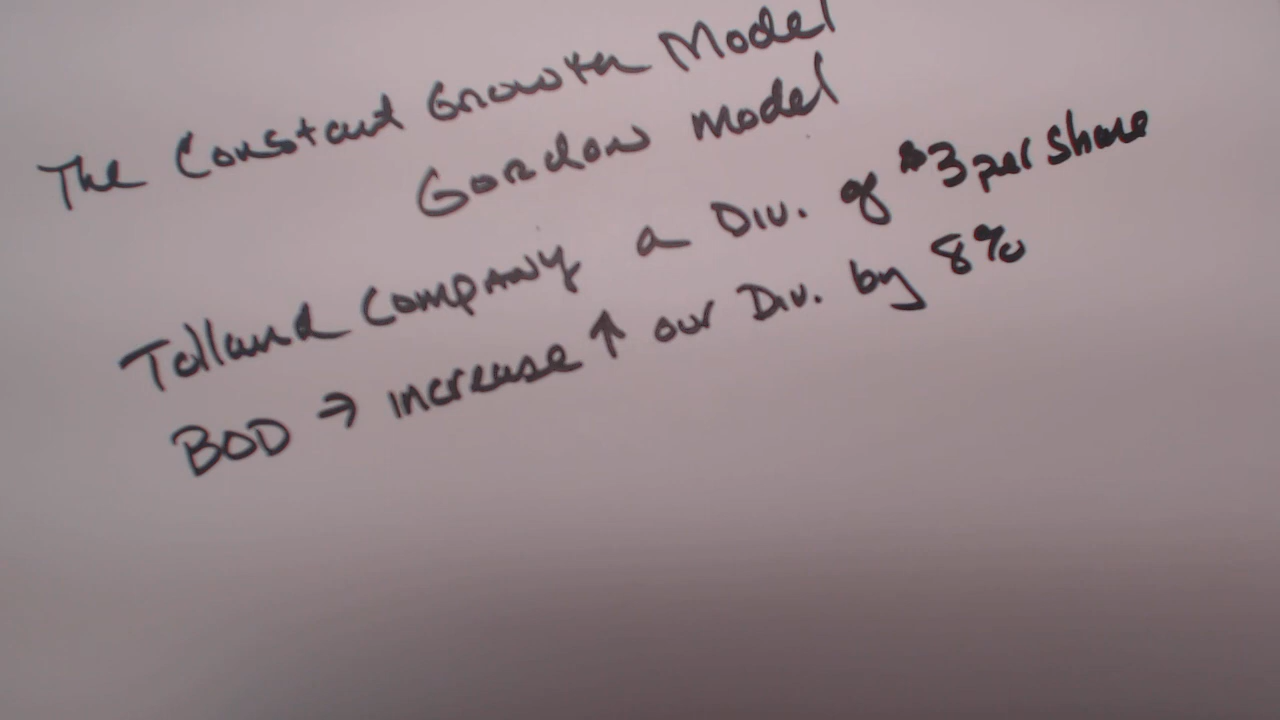 The Constant Growth Model
Gordon Model
Tolland Company a Div. of $3 per share
BOD → increase ↑ our Div. by 8%